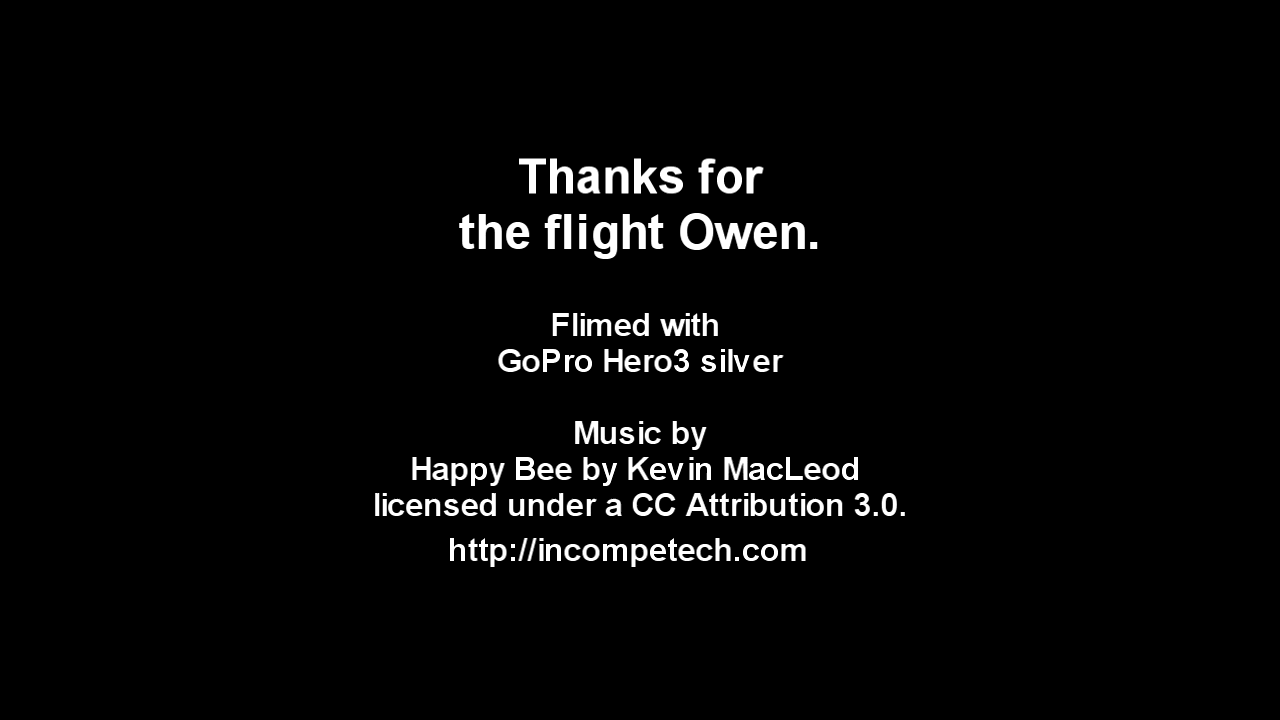 Thanks for
the flight Owen.
Flimed with
GoPro Hero3 silver
Music by
Happy Bee by Kevin MacLeod
licensed under a CC Attribution 3.0.
http://incompetech.com